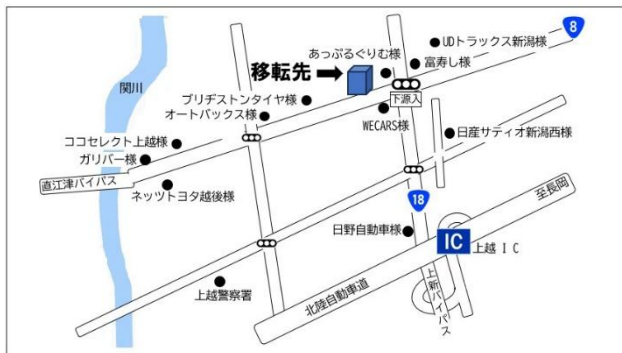 8
UDトラックス新潟様
あっぷるぐりむ様
富寿し様
移転先
関川
ブリヂストンタイヤ様
オートバックス様
下源入
WECARS様
ココセレクト上越様
ガリバー様
日産サティオ新潟西様
直江津バイパス
ネッツトヨタ越後様
18
至長岡
日野自動車様
IC
上越IC
上越警察署
北陸自動車道
上新バイパス